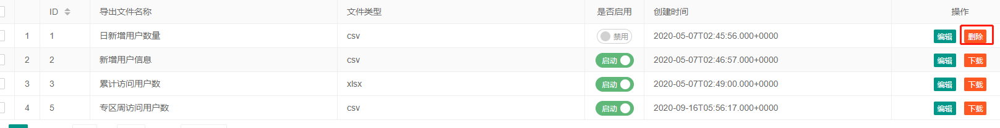 ID 导出文件名称 文件类型 是否启用 创建时间 操作
1 1 日新增用户数量 csv 禁用 2020-05-07T02:45:56.000+0000 编辑 删除
2 2 新增用户信息 csv 启动 2020-05-07T02:46:57.000+0000 编辑 下载
3 3 累计访问用户数 xlsx 启动 2020-05-07T02:49:00.000+0000 编辑 下载
4 5 专区周访问用户数 csv 启动 2020-09-16T05:56:17.000+0000 编辑 下载